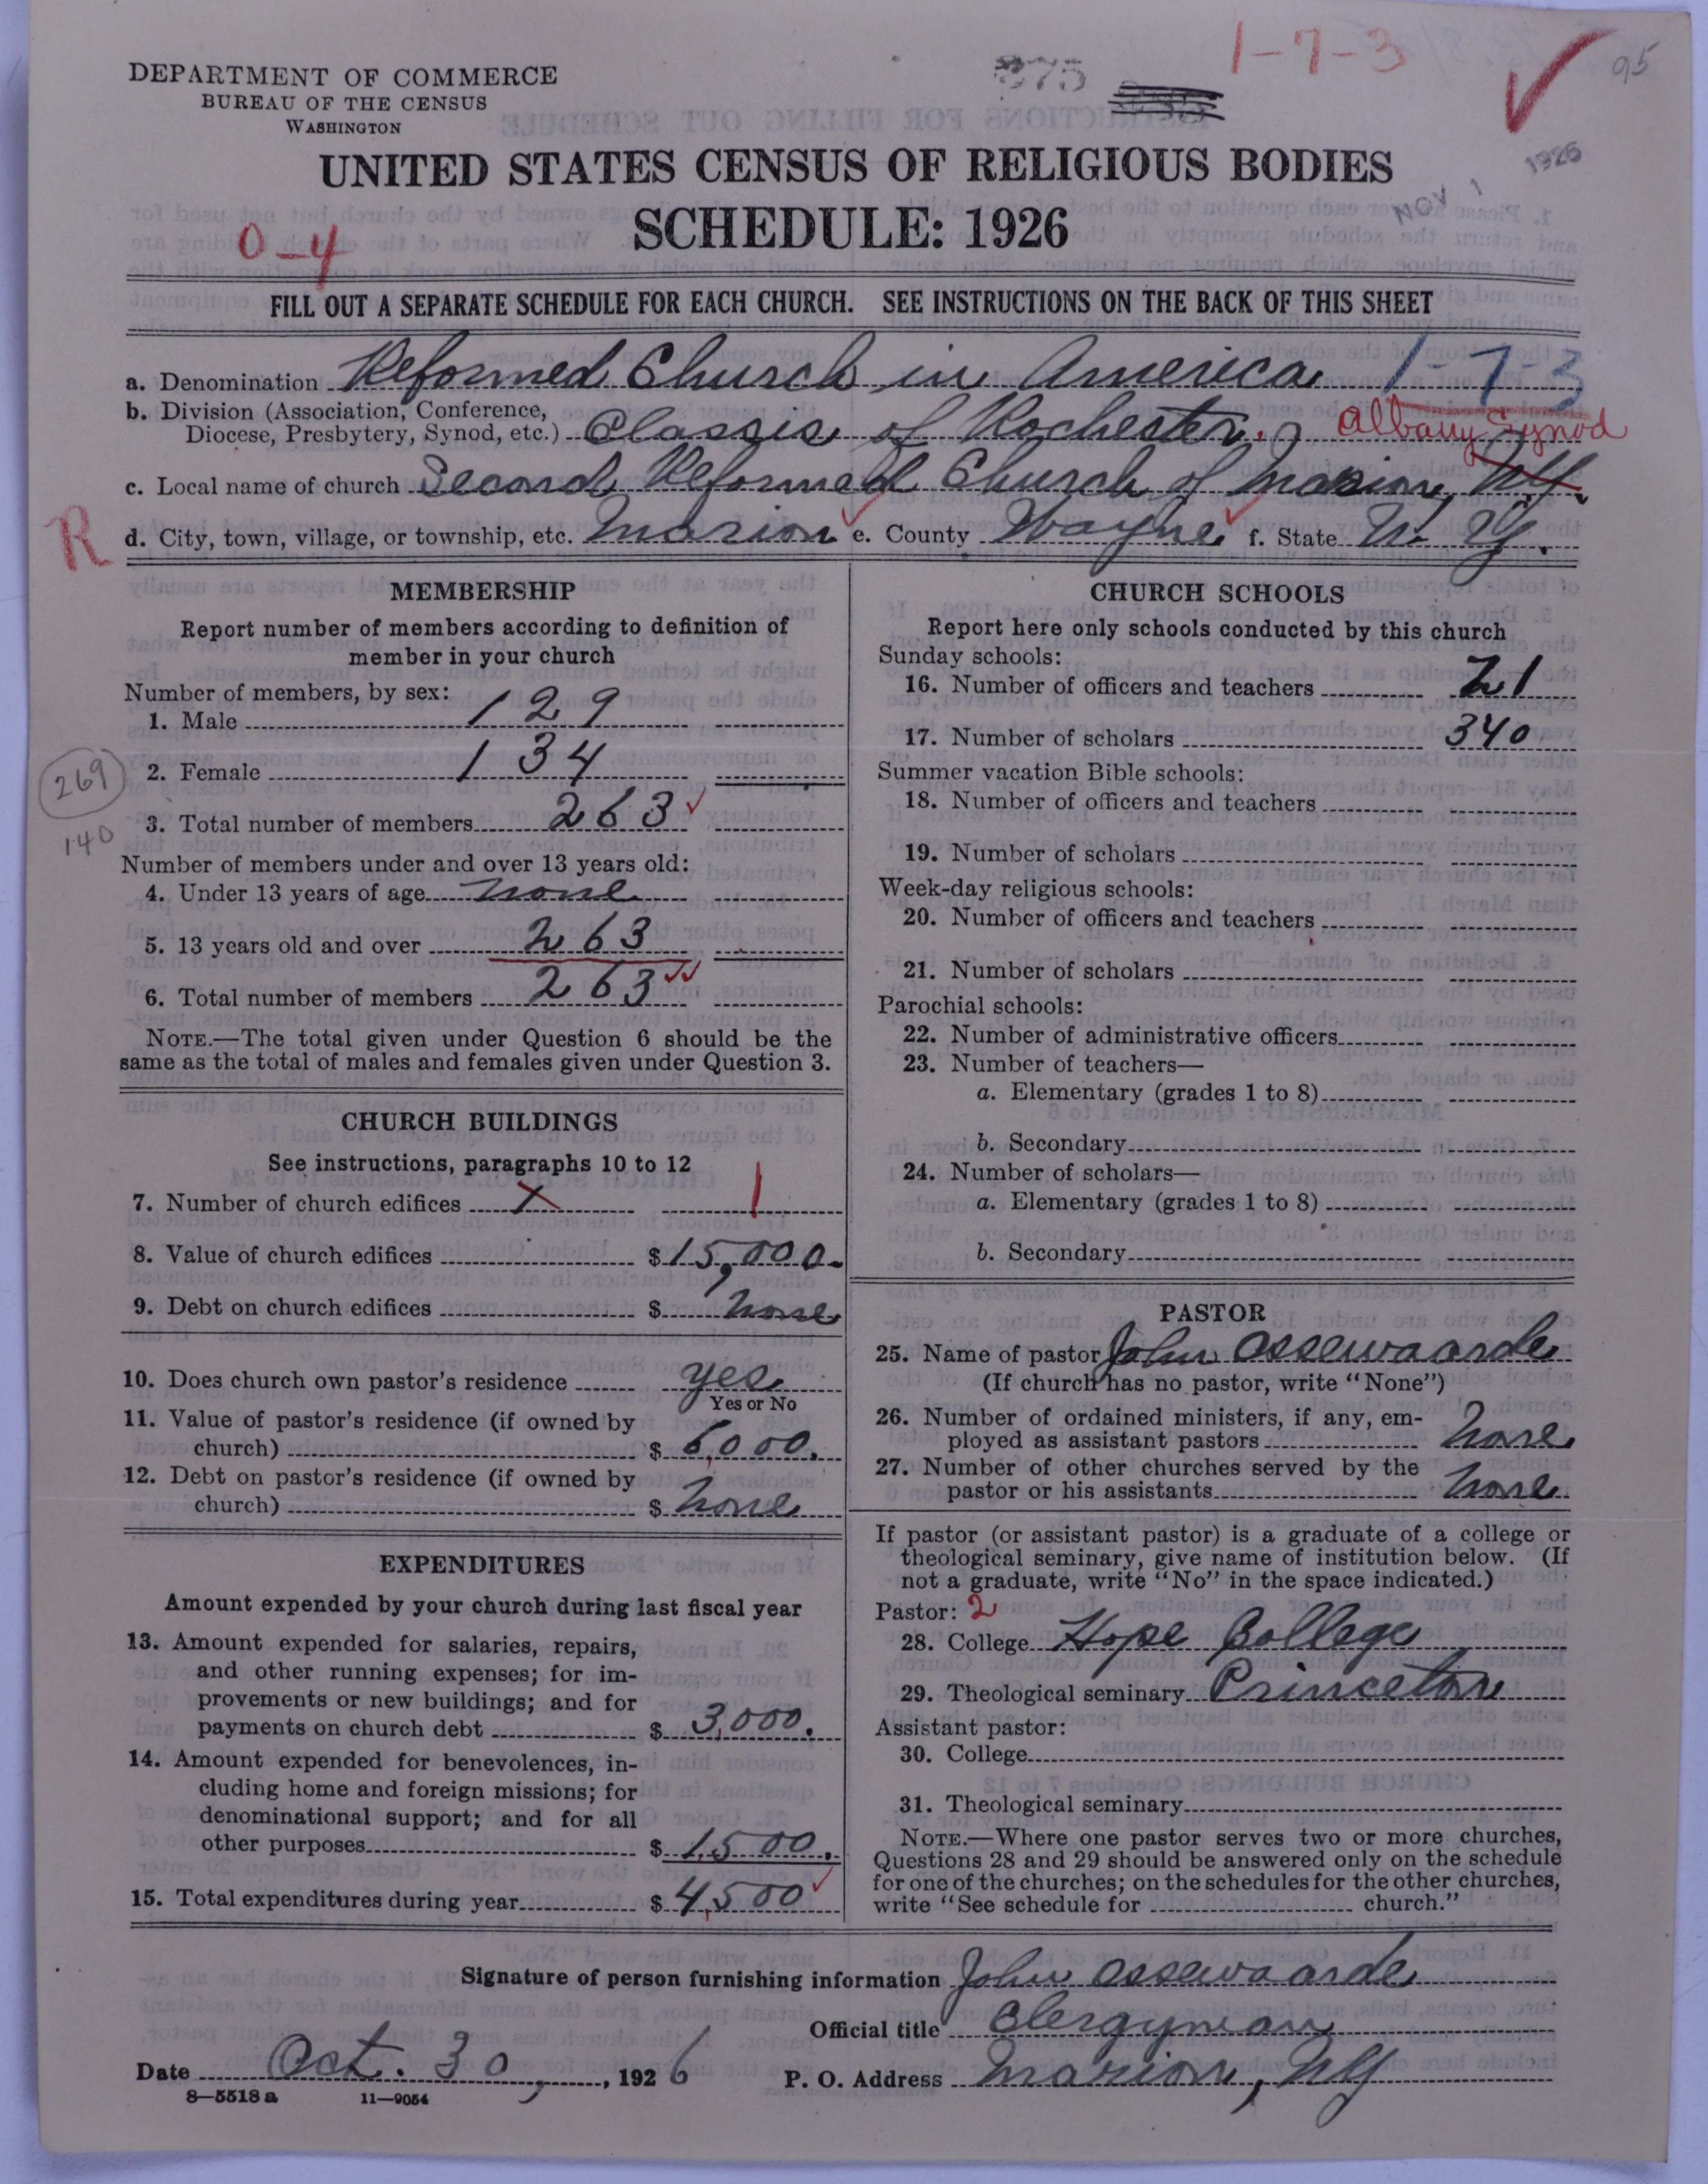 1-7-3
95
375
DEPARTMENT OF COMMERCE
BUREAU OF THE CENSUS
WASHINGTON
UNITED STATES CENSUS OF RELIGIOUS BODIES
NOV 1 1926
SCHEDULE: 1926
0-4
FILL OUT A SEPARATE SCHEDULE FOR EACH CHURCH. SEE INSTRUCTIONS ON THE BACK OF THIS SHEET
a. Denomination Reformed Church in America 1-7-3
b. Division (Association, Conference,
Diocese, Presbytery, Synod, etc.) Classis of Rochester. Albany Synod
c. Local name of church Second Reformed Church of Marion, N.Y.
R
d. City, town, village, or township, etc. Marion e. County Wayne f. State N. Y.
MEMBERSHIP
Report number of members according to definition of
member in your church
Number of members, by sex:
1. Male 129
2. Female 134
269
3. Total number of members 263
140
Number of members under and over 13 years old:
4. Under 13 years of age none
5. 13 years old and over 263
6. Total number of members 263
NOTE.—The total given under Question 6 should be the
same as the total of males and females given under Question 3.
CHURCH BUILDINGS
See instructions, paragraphs 10 to 12
7. Number of church edifices 1 1
8. Value of church edifices $15,000.
9. Debt on church edifices $ none
10. Does church own pastor's residence yes
Yes or No
11. Value of pastor's residence (if owned by
church) $ 6000.
12. Debt on pastor's residence (if owned by
church) $ none
EXPENDITURES
Amount expended by your church during last fiscal year
13. Amount expended for salaries, repairs,
and other running expenses; for im-
provements or new buildings; and for
payments on church debt $ 3,000.
14. Amount expended for benevolences, in-
cluding home and foreign missions; for
denominational support; and for all
other purposes $ 1,500.
15. Total expenditures during year $ 4,500
CHURCH SCHOOLS
Report here only schools conducted by this church
Sunday schools:
16. Number of officers and teachers 21
17. Number of scholars 340
Summer vacation Bible schools:
18. Number of officers and teachers
19. Number of scholars
Week-day religious schools:
20. Number of officers and teachers
21. Number of scholars
Parochial schools:
22. Number of administrative officers
23. Number of teachers—
a. Elementary (grades 1 to 8)
b. Secondary
24. Number of scholars—
a. Elementary (grades 1 to 8)
b. Secondary
PASTOR
25. Name of pastor John Ossewaarde
(If church has no pastor, write "None")
26. Number of ordained ministers, if any, em-
ployed as assistant pastors none
27. Number of other churches served by the
pastor or his assistants none
If pastor (or assistant pastor) is a graduate of a college or
theological seminary, give name of institution below. (If
not a graduate, write "No" in the space indicated.)
Pastor: 2
28. College Hope College
29. Theological seminary Princeton
Assistant pastor:
30. College
31. Theological seminary
NOTE.—Where one pastor serves two or more churches,
Questions 28 and 29 should be answered only on the schedule
for one of the churches; on the schedules for the other churches,
write "See schedule for church."
Signature of person furnishing information John Ossewaarde
Official title Clergyman
Date Oct. 30, 1926 P. O. Address Marion, NY
8—5518 a 11—9054